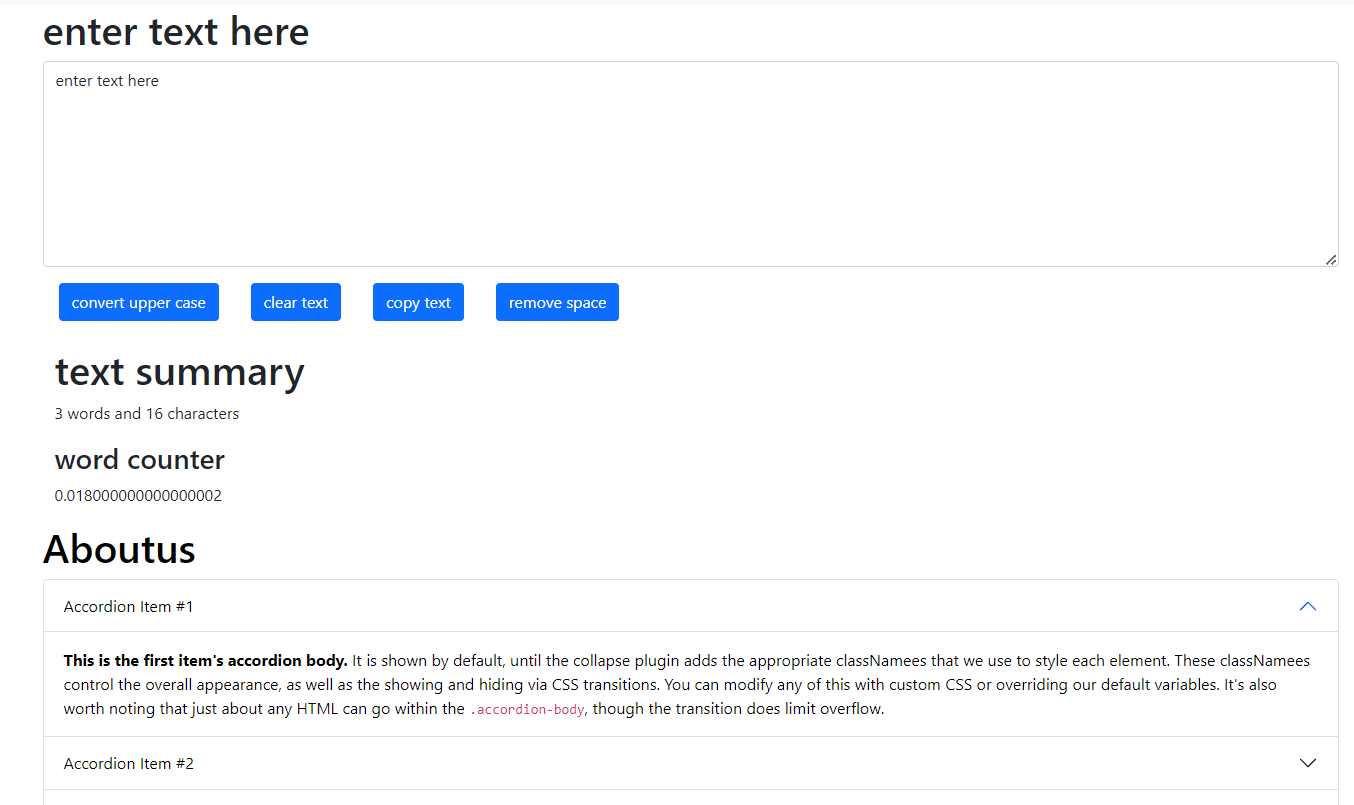 enter text here
enter text here
convert upper case clear text copy text remove space
text summary
3 words and 16 characters
word counter
0.018000000000000002
Aboutus
Accordion Item #1
This is the first item's accordion body. It is shown by default, until the collapse plugin adds the appropriate classNamees that we use to style each element. These classNamees
control the overall appearance, as well as the showing and hiding via CSS transitions. You can modify any of this with custom CSS or overriding our default variables. It's also
worth noting that just about any HTML can go within the .accordion-body, though the transition does limit overflow.
Accordion Item #2